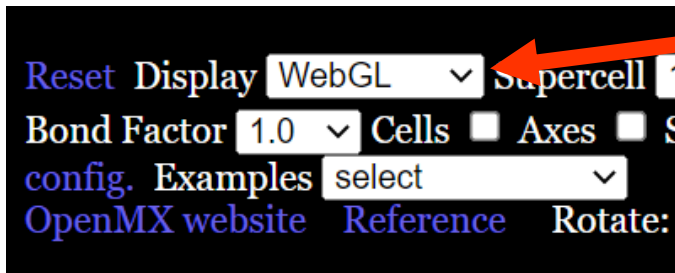 Reset Display WebGL Supercell
Bond Factor 1.0 Cells Axes
config. Examples select
OpenMX website Reference Rotate: